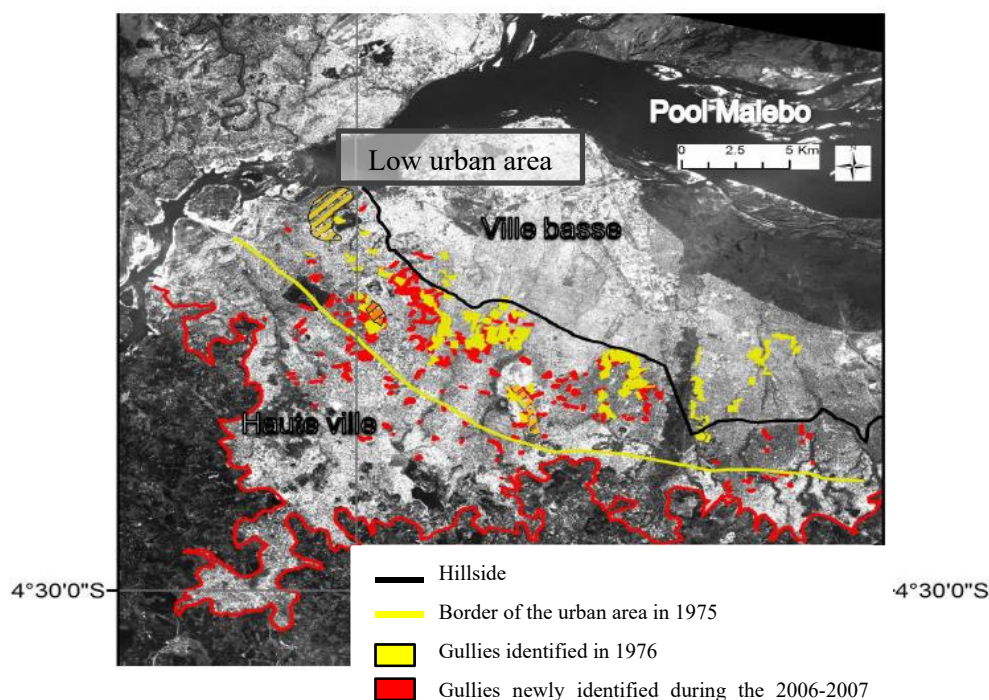 Pool Malebo
0 2.5 5 Km
N
Low urban area
Ville basse
Haute ville
4°30'0"S
4°30'0"S
Hillside
Border of the urban area in 1975
Gullies identified in 1976
Gullies newly identified during the 2006-2007